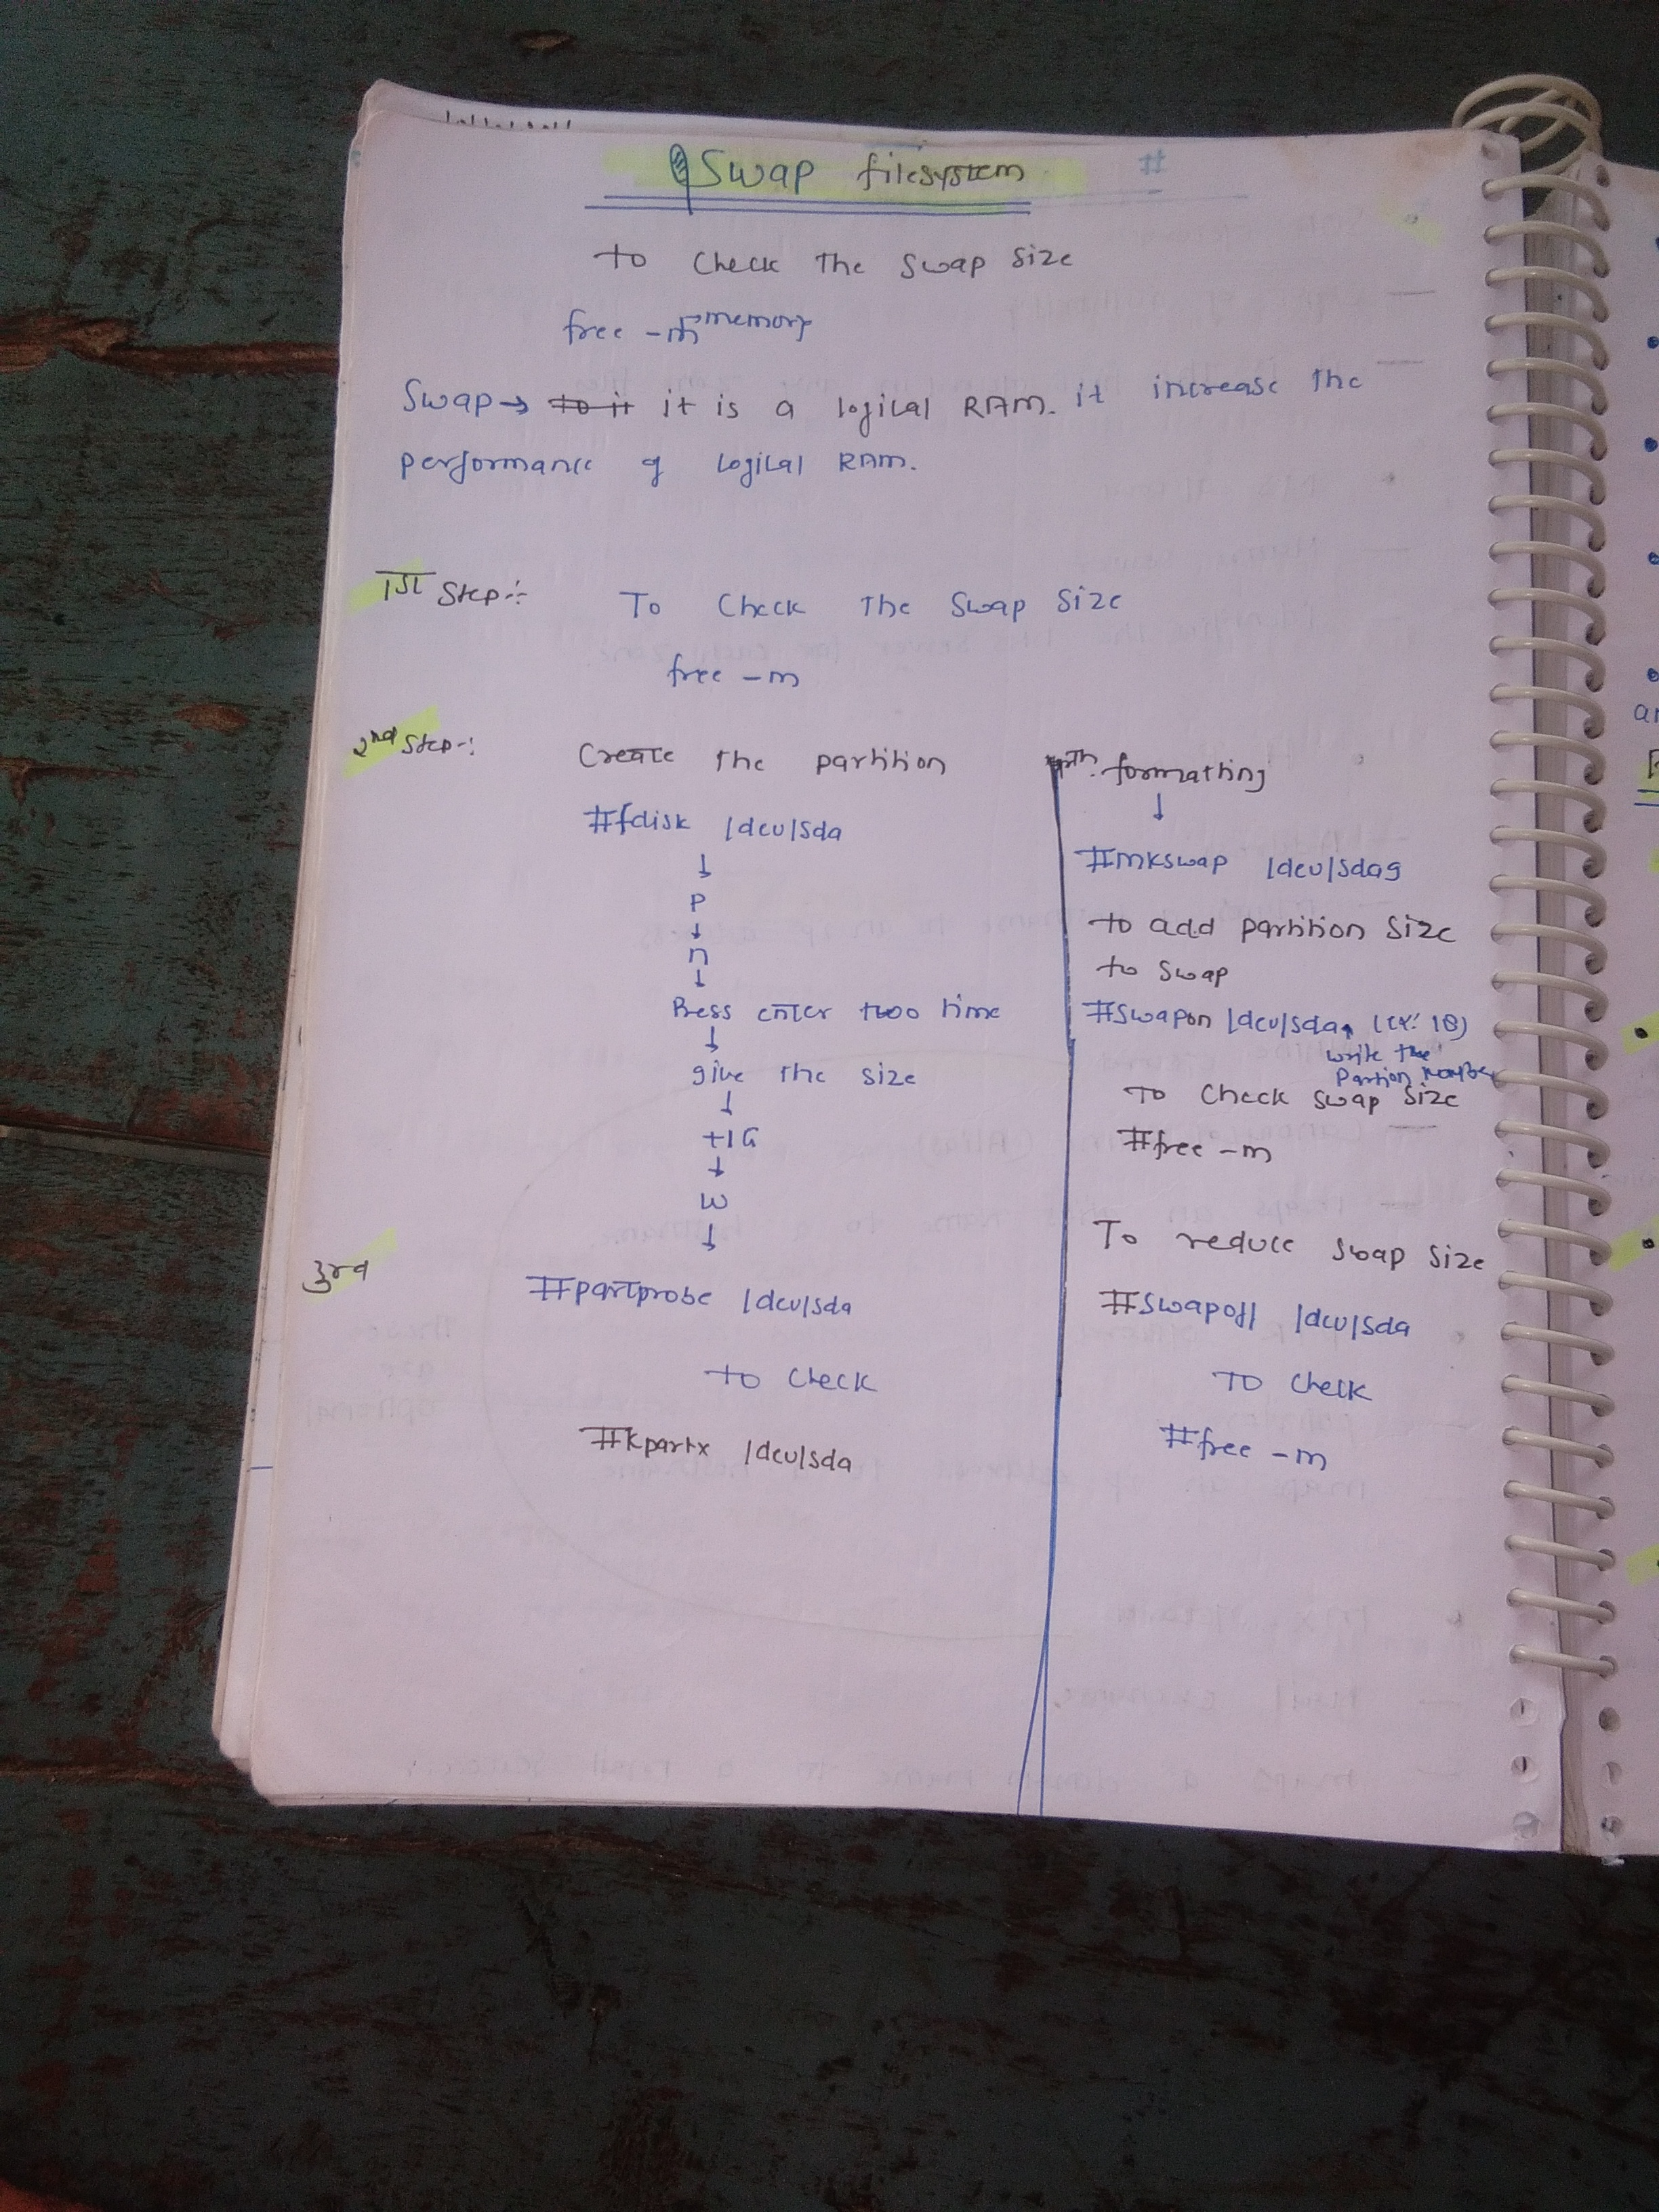 Swap filesystem
to check the swap size
free -m memory
Swap → to it it is a logical RAM. it increase the
performance of logical RAM.
1st Step:- To check the swap size
free -m
2nd Step:- Create the partition
#fdisk /dev/sda
↓
P
↓
n
↓
Press enter two time
↓
give the size
↓
+1G
↓
w
↓
3rd
#partprobe /dev/sda
to check
#kpartx /dev/sda
4th formatting
↓
#mkswap /dev/sda9
to add partition size
to swap
#swapon /dev/sda
write the
Partion number
To check swap size
#free -m
To reduce swap size
#swapoff /dev/sda
To check
#free -m